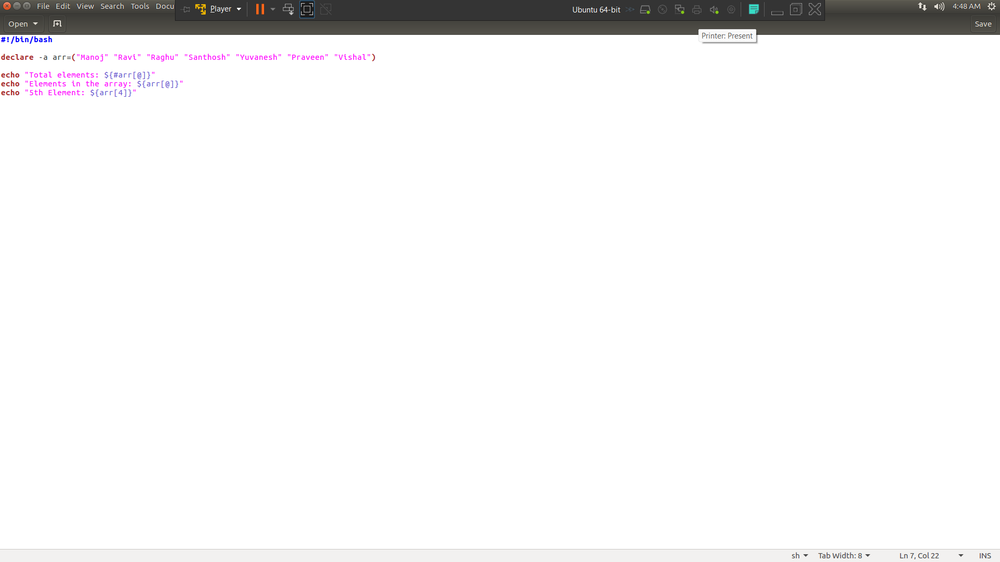 File Edit View Search Tools Docu Player Ubuntu 64-bit 4:48 AM
Open Save
Printer: Present
#!/bin/bash
declare -a arr=("Manoj" "Ravi" "Raghu" "Santhosh" "Yuvanesh" "Praveen" "Vishal")
echo "Total elements: ${#arr[@]}"
echo "Elements in the array: ${arr[@]}"
echo "5th Element: ${arr[4]}"
sh Tab Width: 8 Ln 7, Col 22 INS